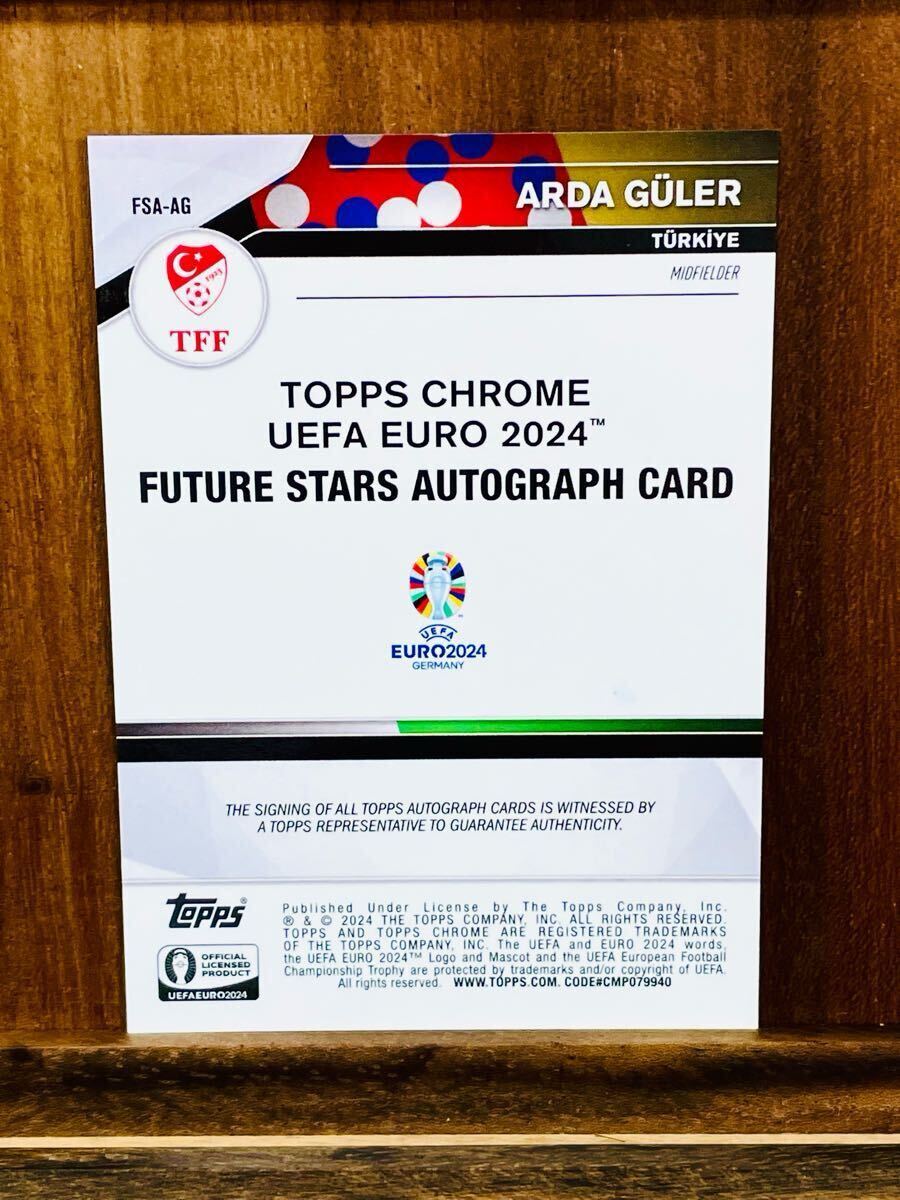 FSA-AG
ARDA GÜLER
TÜRKİYE
MIDFIELDER
1923
TFF
TOPPS CHROME
UEFA EURO 2024™
FUTURE STARS AUTOGRAPH CARD
UEFA
EURO2024
GERMANY
THE SIGNING OF ALL TOPPS AUTOGRAPH CARDS IS WITNESSED BY
A TOPPS REPRESENTATIVE TO GUARANTEE AUTHENTICITY.
topps®
OFFICIAL
LICENSED
PRODUCT
UEFAEURO2024
Published Under License by The Topps Company, Inc.
® & © 2024 THE TOPPS COMPANY, INC. ALL RIGHTS RESERVED.
TOPPS AND TOPPS CHROME ARE REGISTERED TRADEMARKS
OF THE TOPPS COMPANY, INC. The UEFA and EURO 2024 words,
the UEFA EURO 2024™ Logo and Mascot and the UEFA European Football
Championship Trophy are protected by trademarks and/or copyright of UEFA.
All rights reserved. WWW.TOPPS.COM. CODE#CMP079940